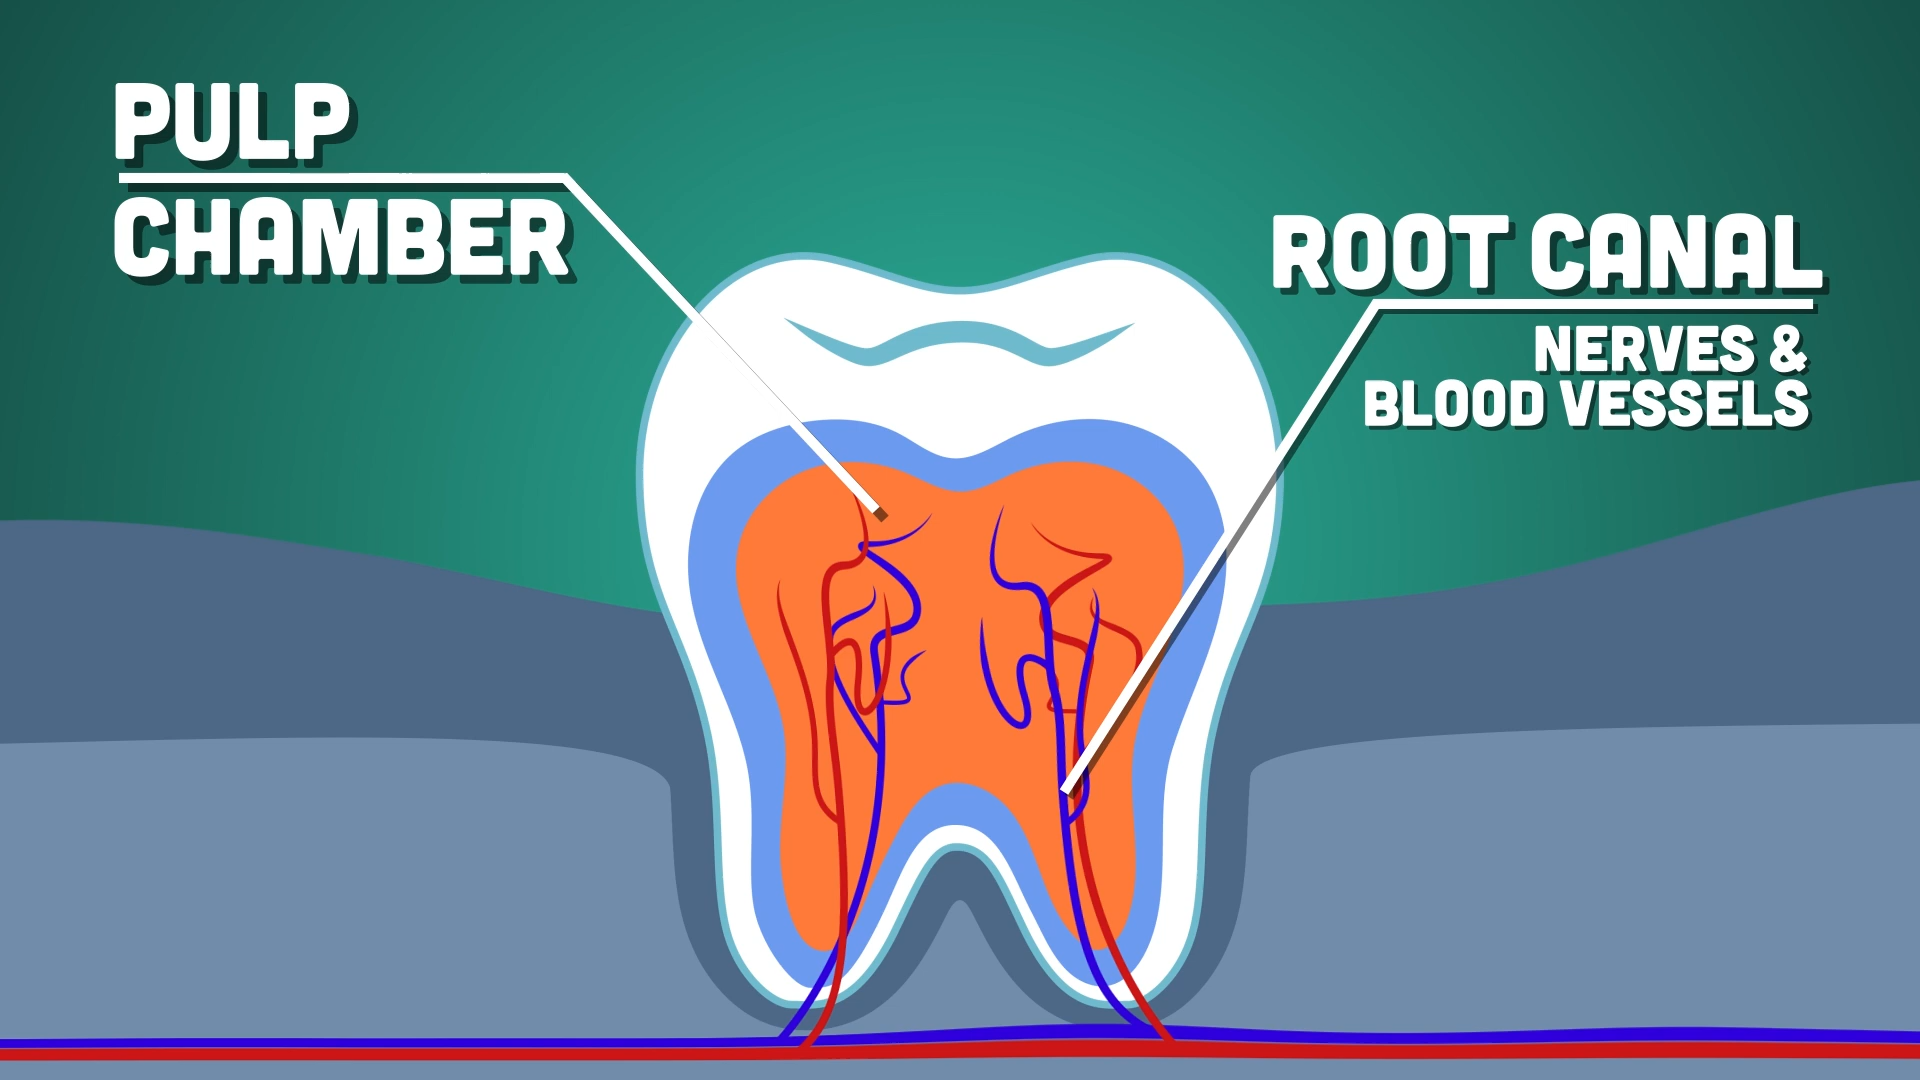 PULP
CHAMBER
ROOT CANAL
NERVES &
BLOOD VESSELS